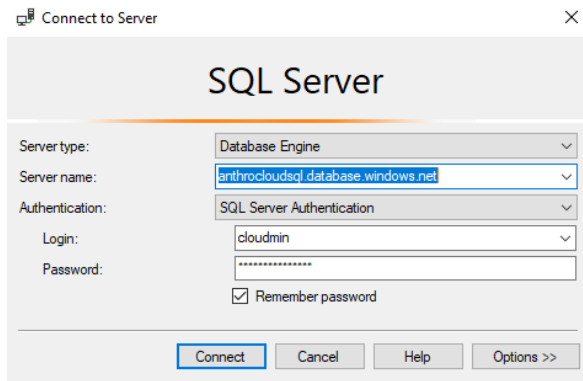 Connect to Server
SQL Server
Server type: Database Engine
Server name: anthrocloudsql.database.windows.net
Authentication: SQL Server Authentication
Login: cloudmin
Password: ***************
Remember password
Connect Cancel Help Options >>